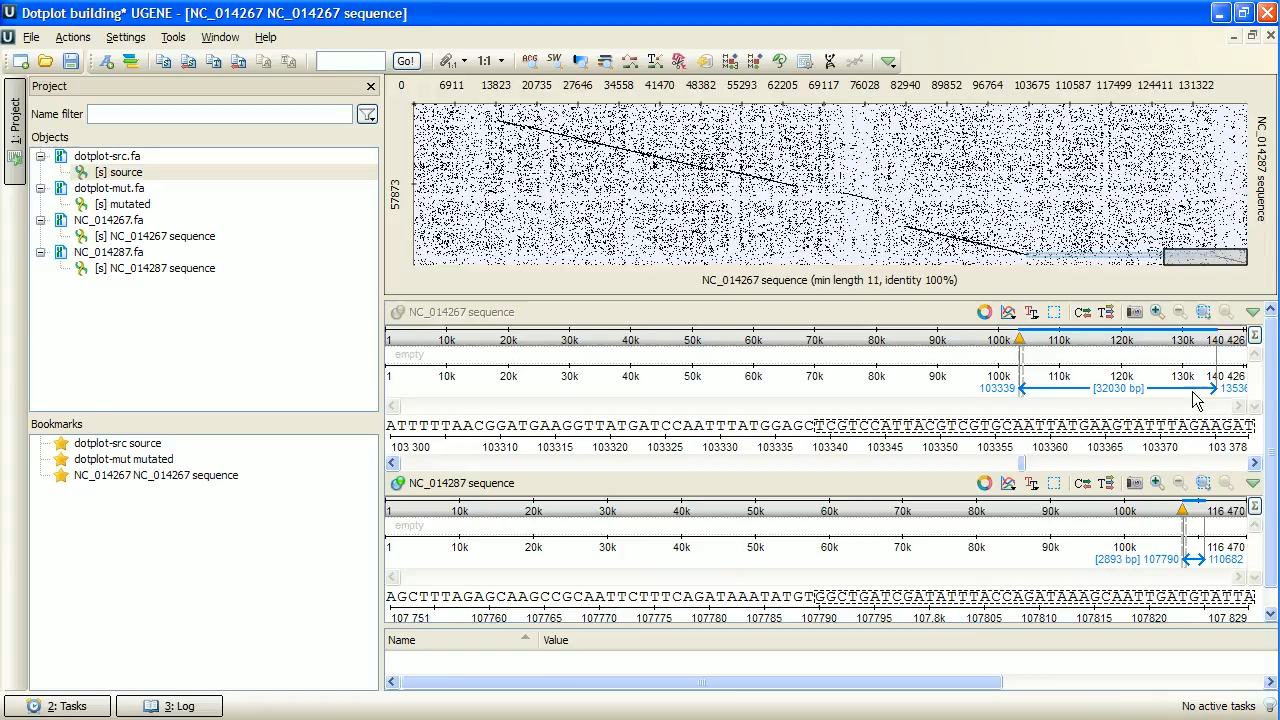 Dotplot building* UGENE - [NC_014267 NC_014267 sequence]
File Actions Settings Tools Window Help
Go! 1:1
1: Project
Project
Name filter
Objects
dotplot-src.fa
[s] source
dotplot-mut.fa
[s] mutated
NC_014267.fa
[s] NC_014267 sequence
NC_014287.fa
[s] NC_014287 sequence
Bookmarks
dotplot-src source
dotplot-mut mutated
NC_014267 NC_014267 sequence
0 6911 13823 20735 27646 34558 41470 48382 55293 62205 69117 76028 82940 89852 96764 103675 110587 117499 124411 131322
57873
NC_014287 sequence
NC_014267 sequence (min length 11, identity 100%)
NC_014267 sequence
1 10k 20k 30k 40k 50k 60k 70k 80k 90k 100k 110k 120k 130k 140 426
empty
1 10k 20k 30k 40k 50k 60k 70k 80k 90k 100k 110k 120k 130k 140 426
103339 [32030 bp] 13536
ATTTTTAACGGATGAAGGTTATGATCCAATTTATGGAGCTCGTCCATTACGTCGTGCAATTATGAAGTATTTAGAAGAT
103 300 103310 103315 103320 103325 103330 103335 103340 103345 103350 103355 103360 103365 103370 103 378
NC_014287 sequence
1 10k 20k 30k 40k 50k 60k 70k 80k 90k 100k 116 470
empty
1 10k 20k 30k 40k 50k 60k 70k 80k 90k 100k 116 470
[2893 bp] 107790 110682
AGCTTTAGAGCAAGCCGCAATTCTTTCAGATAAATATGTGGCTGATCGATATTTACCAGATAAAGCAATTGATGTATTA
107 751 107760 107765 107770 107775 107780 107785 107790 107795 107.8k 107805 107810 107815 107820 107 829
Name Value
2: Tasks 3: Log No active tasks